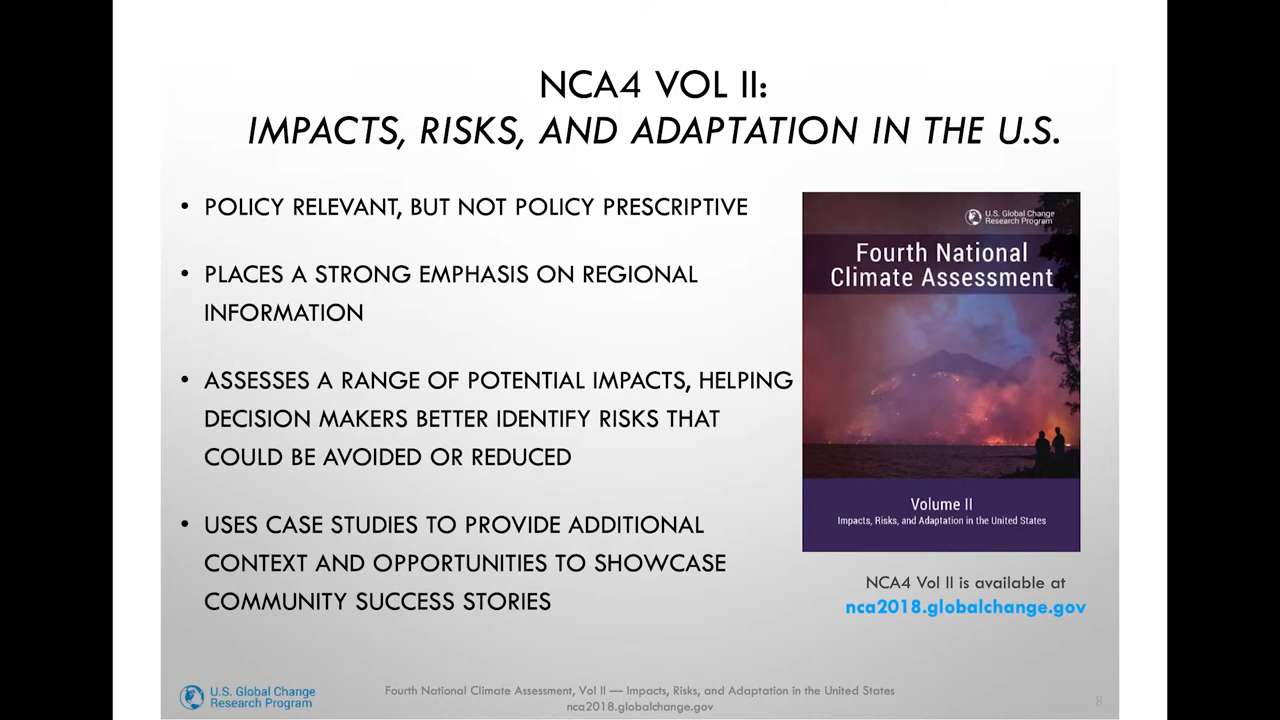 NCA4 VOL II:
IMPACTS, RISKS, AND ADAPTATION IN THE U.S.
• POLICY RELEVANT, BUT NOT POLICY PRESCRIPTIVE
• PLACES A STRONG EMPHASIS ON REGIONAL
INFORMATION
• ASSESSES A RANGE OF POTENTIAL IMPACTS, HELPING
DECISION MAKERS BETTER IDENTIFY RISKS THAT
COULD BE AVOIDED OR REDUCED
• USES CASE STUDIES TO PROVIDE ADDITIONAL
CONTEXT AND OPPORTUNITIES TO SHOWCASE
COMMUNITY SUCCESS STORIES
U.S. Global Change
Research Program
Fourth National
Climate Assessment
Volume II
Impacts, Risks, and Adaptation in the United States
NCA4 Vol II is available at
nca2018.globalchange.gov
U.S. Global Change
Research Program
Fourth National Climate Assessment, Vol II — Impacts, Risks, and Adaptation in the United States
nca2018.globalchange.gov
8